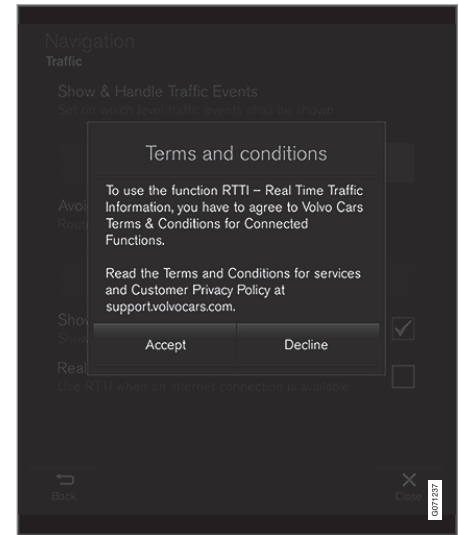 Navigation
Traffic
Show & Handle Traffic Events
Set on which level traffic events shall be shown
Terms and conditions
To use the function RTTI – Real Time Traffic
Information, you have to agree to Volvo Cars
Terms & Conditions for Connected
Functions.
Read the Terms and Conditions for services
and Customer Privacy Policy at
support.volvocars.com.
Accept
Decline
Use RTTI when an internet connection is available
Back
Close
G071237